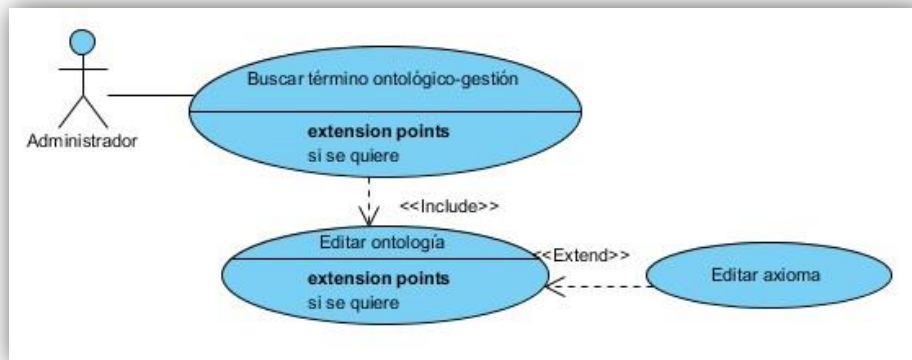 Buscar término ontológico-gestión
Administrador
extension points
si se quiere
<<Include>>
Editar ontología
<<Extend>>
extension points
si se quiere
Editar axioma